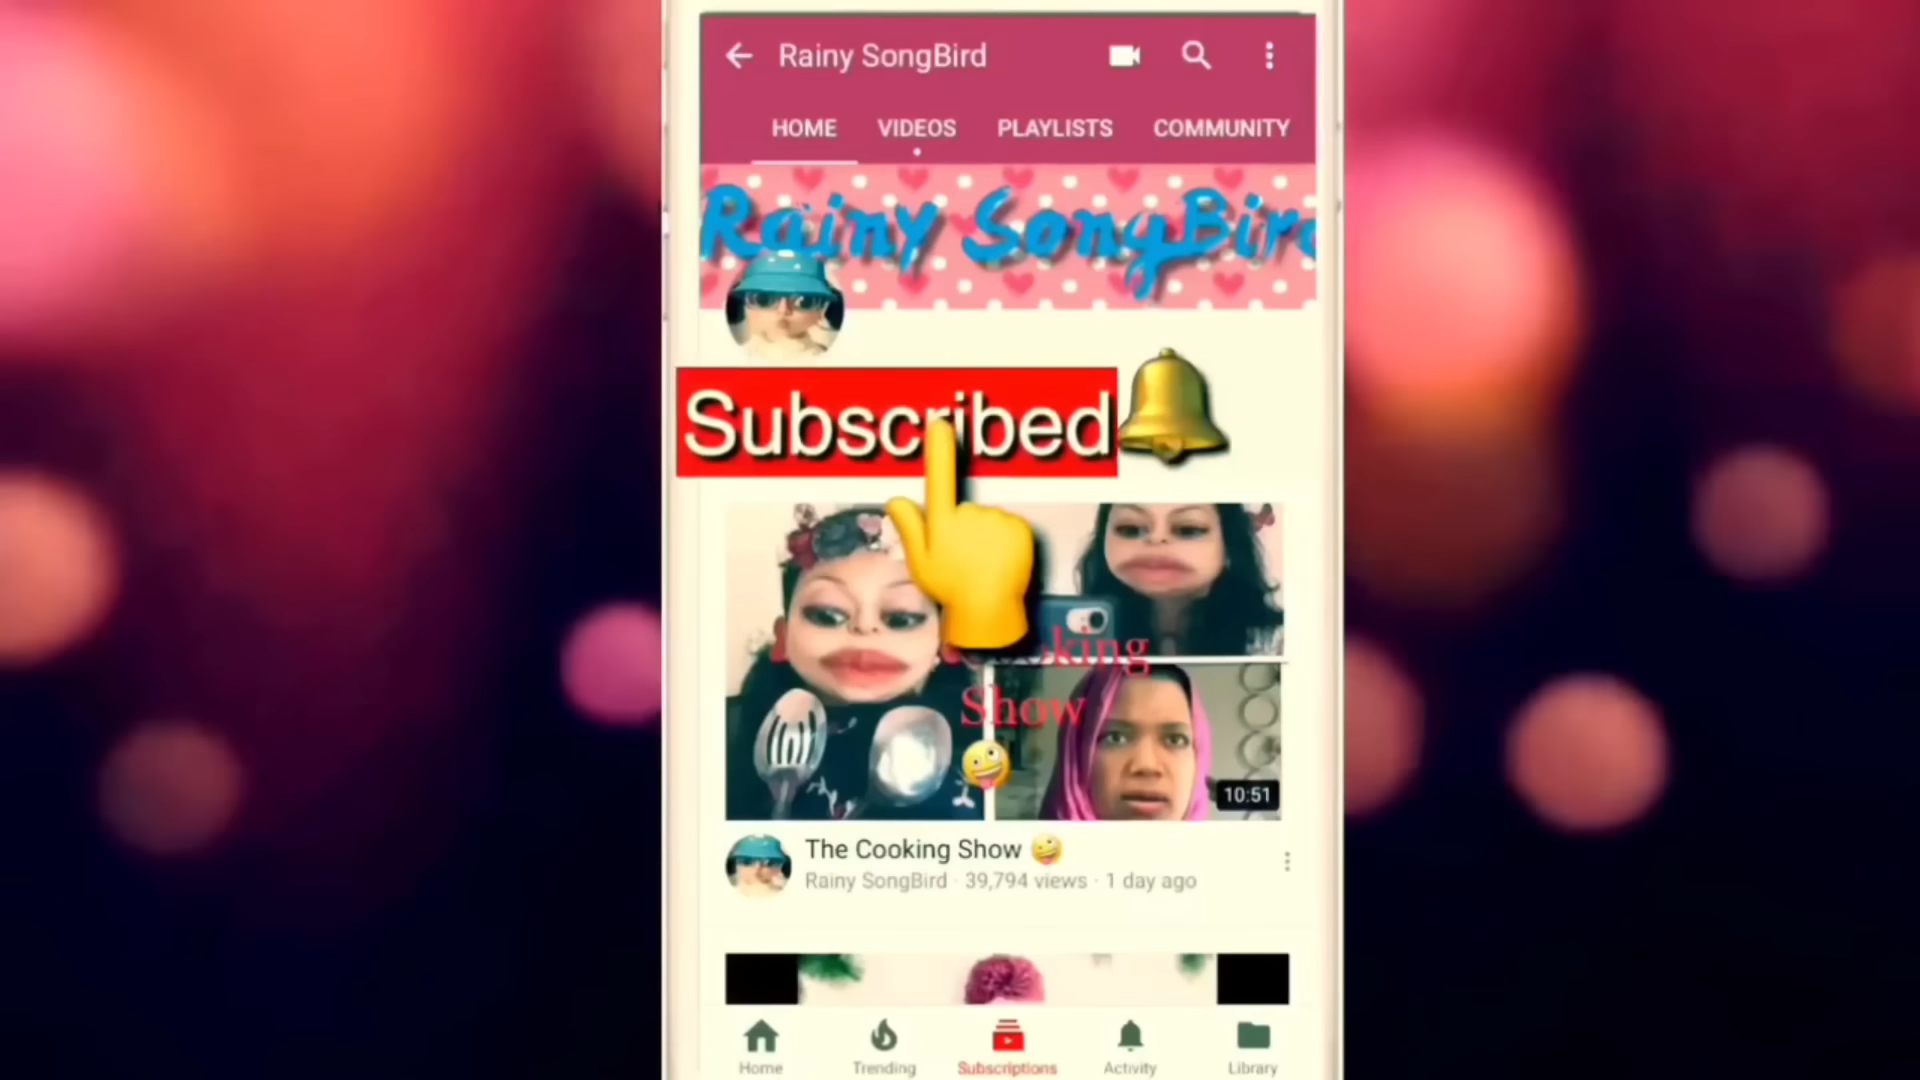 Rainy SongBird
HOME VIDEOS PLAYLISTS COMMUNITY
Rainy SongBird
Subscribed
Show
10:51
The Cooking Show 🤪
Rainy SongBird · 39,794 views · 1 day ago
Home Trending Subscriptions Activity Library